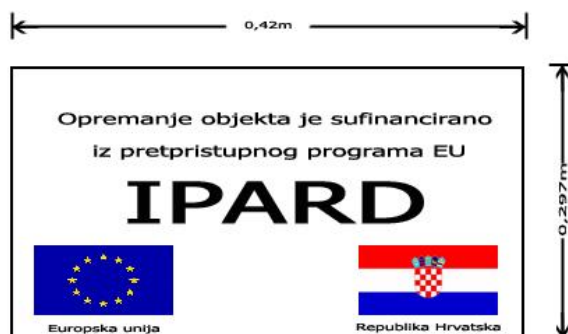 0,42m
Opremanje objekta je sufinancirano
iz pretpristupnog programa EU
IPARD
0,297m
Europska unija
Republika Hrvatska